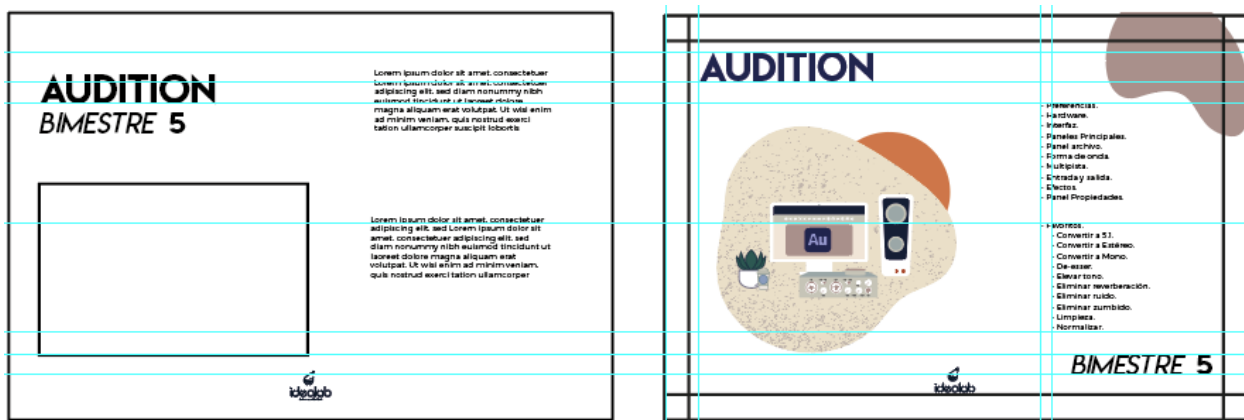 AUDITION
BIMESTRE 5
Lorem ipsum dolor sit amet, consectetuer
Lorem ipsum dolor sit amet, consectetuer
adipiscing elit, sed diam nonummy nibh
euismod tincidunt ut laoreet dolore
magna aliquam erat volutpat. Ut wisi enim
ad minim veniam, quis nostrud exerci
tation ullamcorper suscipit lobortis
Lorem ipsum dolor sit amet, consectetuer
adipiscing elit, sed Lorem ipsum dolor sit
amet, consectetuer adipiscing elit, sed
diam nonummy nibh euismod tincidunt ut
laoreet dolore magna aliquam erat
volutpat. Ut wisi enim ad minim veniam,
quis nostrud exerci tation ullamcorper
idealab
AUDITION
- Preferencias.
- Hardware.
- Interfaz.
- Paneles Principales.
- Panel archivo.
- Forma de onda.
- Multipista.
- Entrada y salida.
- Efectos.
- Panel Propiedades.
- Favoritos.
- Convertir a 5.1.
- Convertir a Estéreo.
- Convertir a Mono.
- De-esser.
- Elevar tono.
- Eliminar reverberación.
- Eliminar ruido.
- Eliminar zumbido.
- Limpieza.
- Normalizar.
Au
BIMESTRE 5
idealab